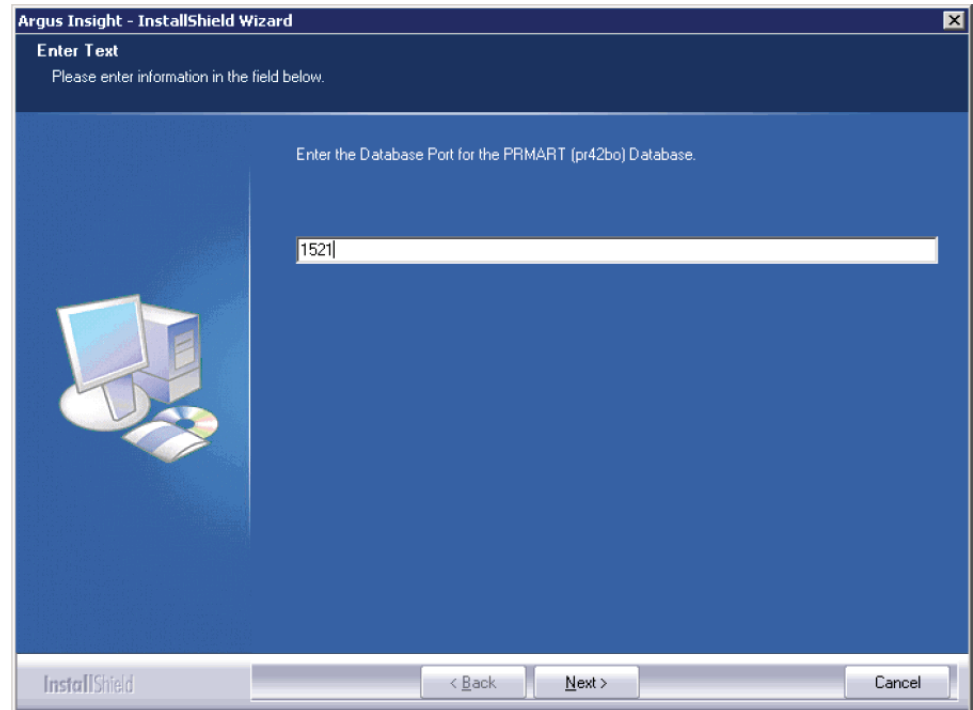 Argus Insight - InstallShield Wizard
Enter Text
Please enter information in the field below.
Enter the Database Port for the PRMART (pr42bo) Database.
1521
InstallShield
< Back
Next >
Cancel